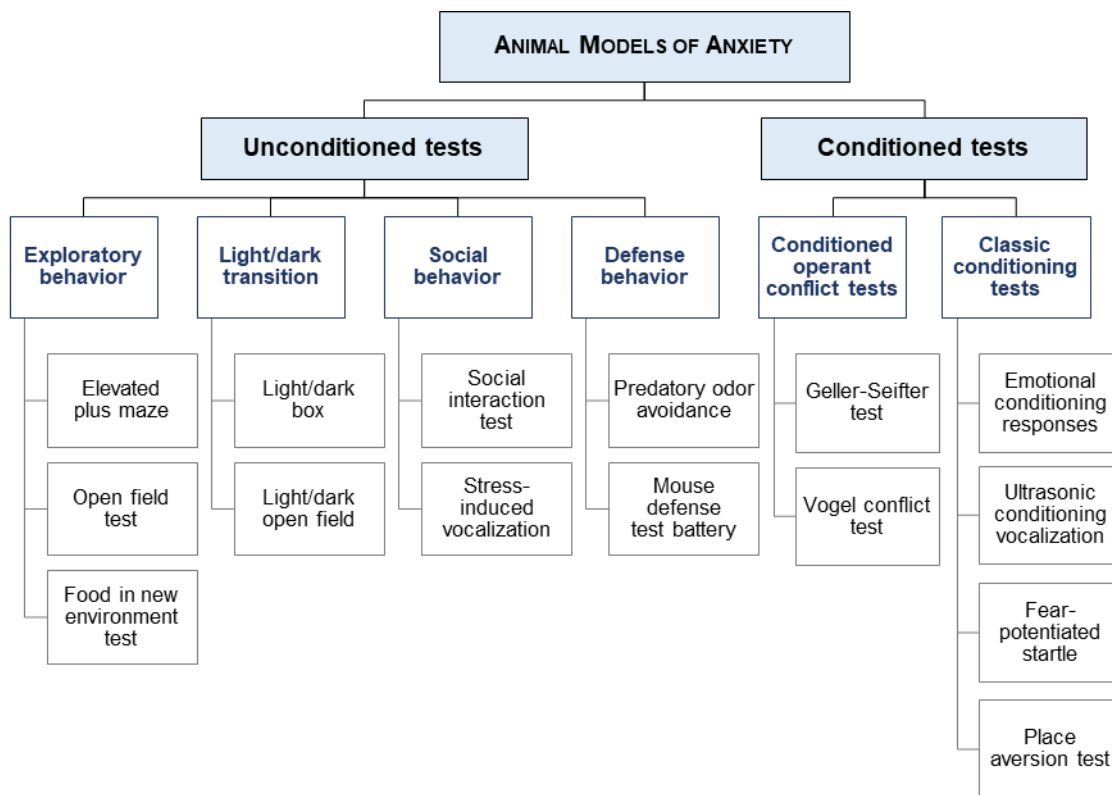 ANIMAL MODELS OF ANXIETY
Unconditioned tests
Conditioned tests
Exploratory
behavior
Light/dark
transition
Social
behavior
Defense
behavior
Conditioned
operant
conflict tests
Classic
conditioning
tests
Elevated
plus maze
Open field
test
Food in new
environment
test
Light/dark
box
Light/dark
open field
Social
interaction
test
Stress-
induced
vocalization
Predatory odor
avoidance
Mouse
defense
test battery
Geller-Seifter
test
Vogel conflict
test
Emotional
conditioning
responses
Ultrasonic
conditioning
vocalization
Fear-
potentiated
startle
Place
aversion test